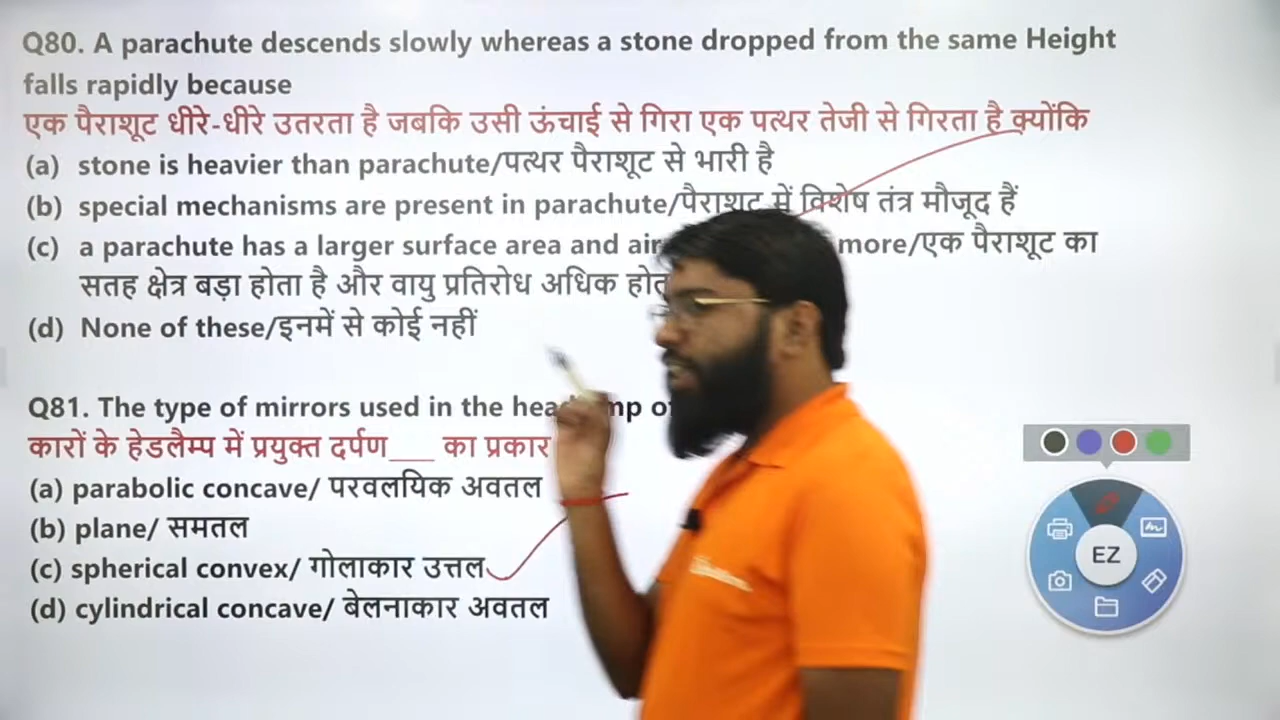 Q80. A parachute descends slowly whereas a stone dropped from the same Height
falls rapidly because
एक पैराशूट धीरे-धीरे उतरता है जबकि उसी ऊंचाई से गिरा एक पत्थर तेजी से गिरता है क्योंकि
(a) stone is heavier than parachute/पत्थर पैराशूट से भारी है
(b) special mechanisms are present in parachute/पैराशूट में विशेष तंत्र मौजूद हैं
(c) a parachute has a larger surface area and air more/एक पैराशूट का
सतह क्षेत्र बड़ा होता है और वायु प्रतिरोध अधिक
(d) None of these/इनमें से कोई नहीं
Q81. The type of mirrors used in the
कारों के हेडलैम्प में प्रयुक्त दर्पण___ का प्रकार
(a) parabolic concave/ परवलयिक अवतल
(b) plane/ समतल
(c) spherical convex/ गोलाकार उत्तल
(d) cylindrical concave/ बेलनाकार अवतल
EZ